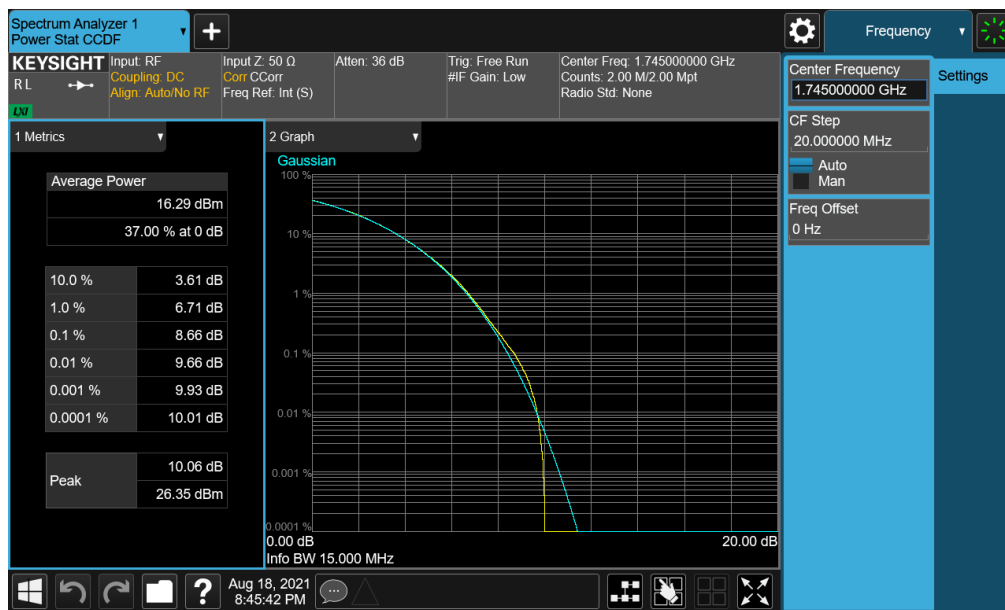 Spectrum Analyzer 1
Power Stat CCDF
+
Frequency
KEYSIGHT
RL
LXI
Input: RF
Coupling: DC
Align: Auto/No RF
Input Z: 50 Ω
Corr CCorr
Freq Ref: Int (S)
Atten: 36 dB
Trig: Free Run
#IF Gain: Low
Center Freq: 1.745000000 GHz
Counts: 2.00 M/2.00 Mpt
Radio Std: None
Center Frequency
1.745000000 GHz
Settings
CF Step
20.000000 MHz
Auto
Man
Freq Offset
0 Hz
1 Metrics
Average Power
16.29 dBm
37.00 % at 0 dB
10.0 % 3.61 dB
1.0 % 6.71 dB
0.1 % 8.66 dB
0.01 % 9.66 dB
0.001 % 9.93 dB
0.0001 % 10.01 dB
Peak
10.06 dB
26.35 dBm
2 Graph
Gaussian
100 %
10 %
1 %
0.1 %
0.01 %
0.001 %
0.0001 %
0.00 dB 20.00 dB
Info BW 15.000 MHz
?
Aug 18, 2021
8:45:42 PM